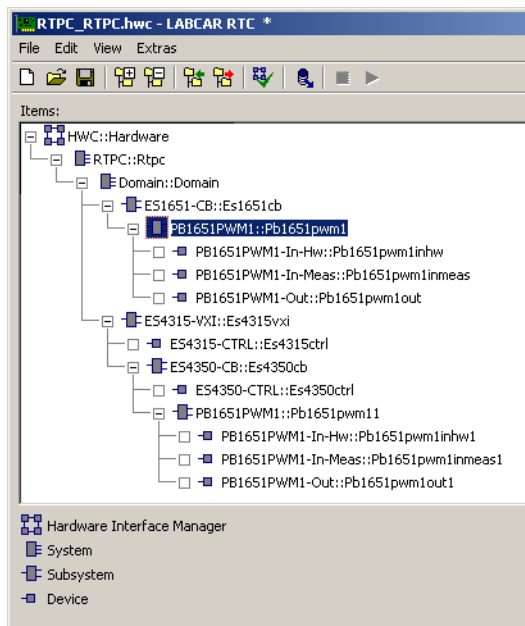 RTPC_RTPC.hwc - LABCAR RTC *
File Edit View Extras
Items:
HWC::Hardware
RTPC::Rtpc
Domain::Domain
ES1651-CB::Es1651cb
PB1651PWM1::Pb1651pwm1
PB1651PWM1-In-Hw::Pb1651pwm1inhw
PB1651PWM1-In-Meas::Pb1651pwm1inmeas
PB1651PWM1-Out::Pb1651pwm1out
ES4315-VXI::Es4315vxi
ES4315-CTRL::Es4315ctrl
ES4350-CB::Es4350cb
ES4350-CTRL::Es4350ctrl
PB1651PWM1::Pb1651pwm11
PB1651PWM1-In-Hw::Pb1651pwm1inhw1
PB1651PWM1-In-Meas::Pb1651pwm1inmeas1
PB1651PWM1-Out::Pb1651pwm1out1
Hardware Interface Manager
System
Subsystem
Device